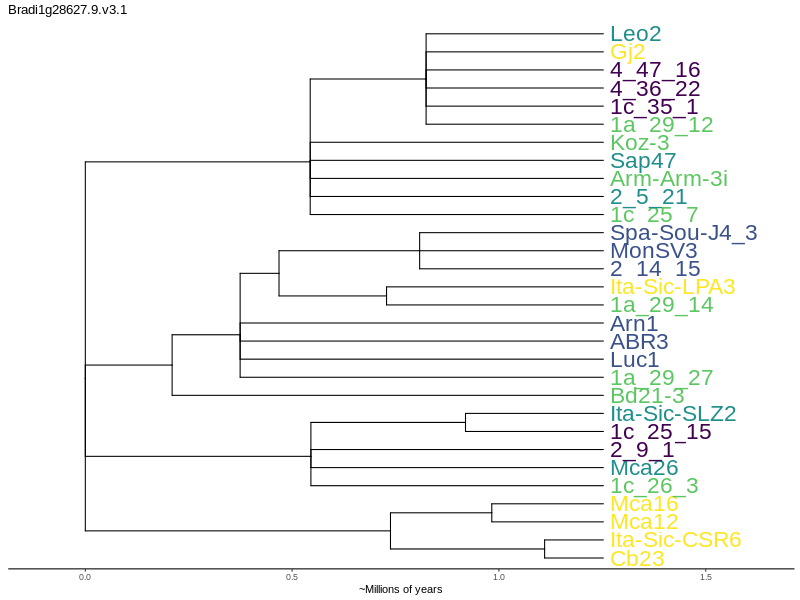 Bradi1g28627.9.v3.1
Leo2
Gj2
4_47_16
4_36_22
1c_35_1
1a_29_12
Koz-3
Sap47
Arm-Arm-3i
2_5_21
1c_25_7
Spa-Sou-J4_3
MonSV3
2_14_15
Ita-Sic-LPA3
1a_29_14
Arn1
ABR3
Luc1
1a_29_27
Bd21-3
Ita-Sic-SLZ2
1c_25_15
2_9_1
Mca26
1c_26_3
Mca16
Mca12
Ita-Sic-CSR6
Cb23
0.0 0.5 1.0 1.5
~Millions of years